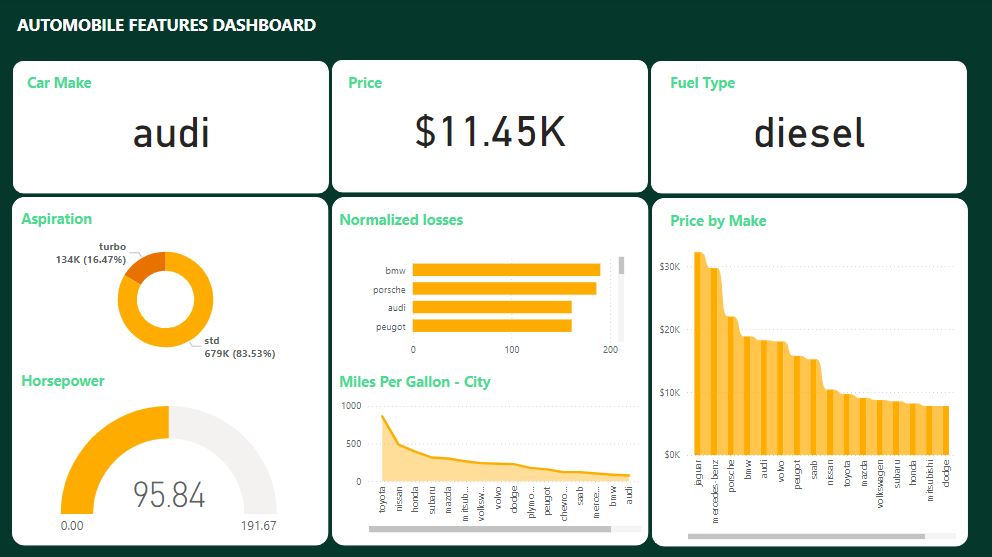 AUTOMOBILE FEATURES DASHBOARD
Car Make
audi
Price
$11.45K
Fuel Type
diesel
Aspiration
turbo
134K (16.47%)
std
679K (83.53%)
Horsepower
95.84
0.00
191.67
Normalized losses
bmw
porsche
audi
peugot
0
100
200
Miles Per Gallon - City
1000
500
0
toyota
nissan
honda
subaru
mazda
mitsub...
volksw...
volvo
dodge
plymo...
peugot
chevro...
saab
merce...
bmw
audi
Price by Make
$30K
$20K
$10K
$0K
jaguar
mercedes-benz
porsche
bmw
audi
volvo
peugot
saab
nissan
toyota
mazda
volkswagen
subaru
honda
mitsubishi
dodge